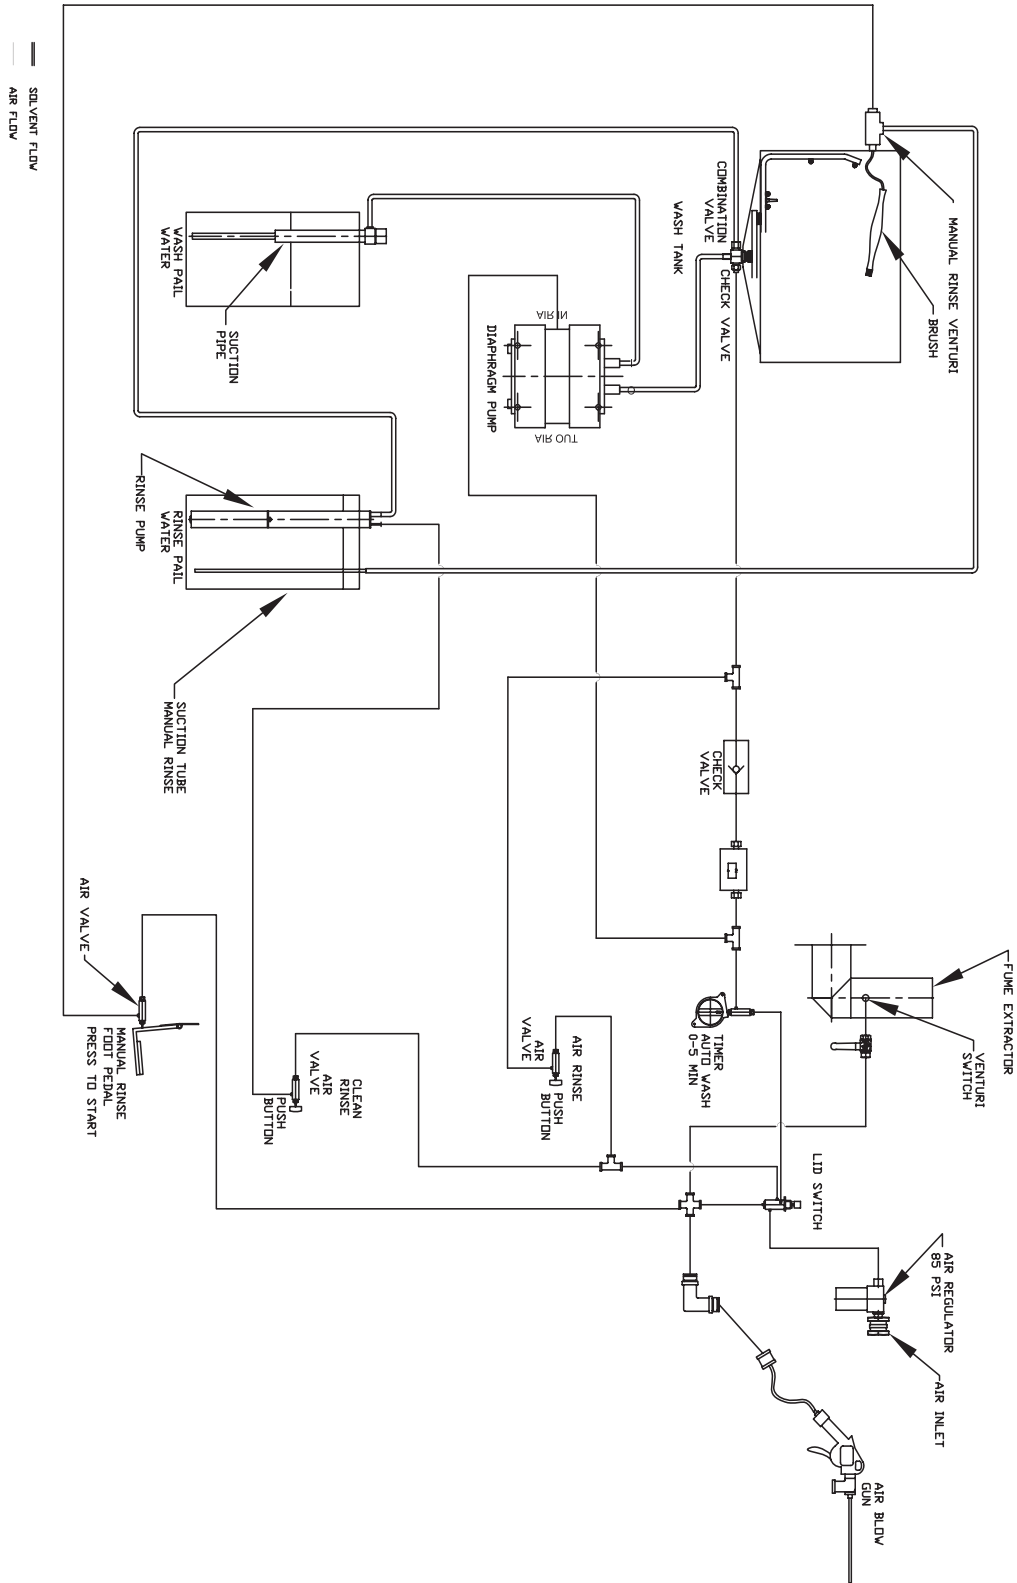 SOLVENT FLOW
AIR FLOW
MANUAL RINSE VENTURI
BRUSH
COMBINATION
VALVE
CHECK VALVE
WASH TANK
WASH PAIL
WATER
SUCTION
PIPE
AIR IN
DIAPHRAGM PUMP
AIR OUT
RINSE PAIL
WATER
RINSE PUMP
SUCTION TUBE
MANUAL RINSE
CHECK
VALVE
FUME EXTRACTOR
VENTURI
SWITCH
TIMER
AUTO WASH
0-5 MIN
AIR RINSE
AIR
VALVE
PUSH
BUTTON
CLEAN
RINSE
AIR
VALVE
PUSH
BUTTON
AIR VALVE
MANUAL RINSE
FOOT PEDAL
PRESS TO START
LID SWITCH
AIR REGULATOR
85 PSI
AIR INLET
AIR BLOW
GUN